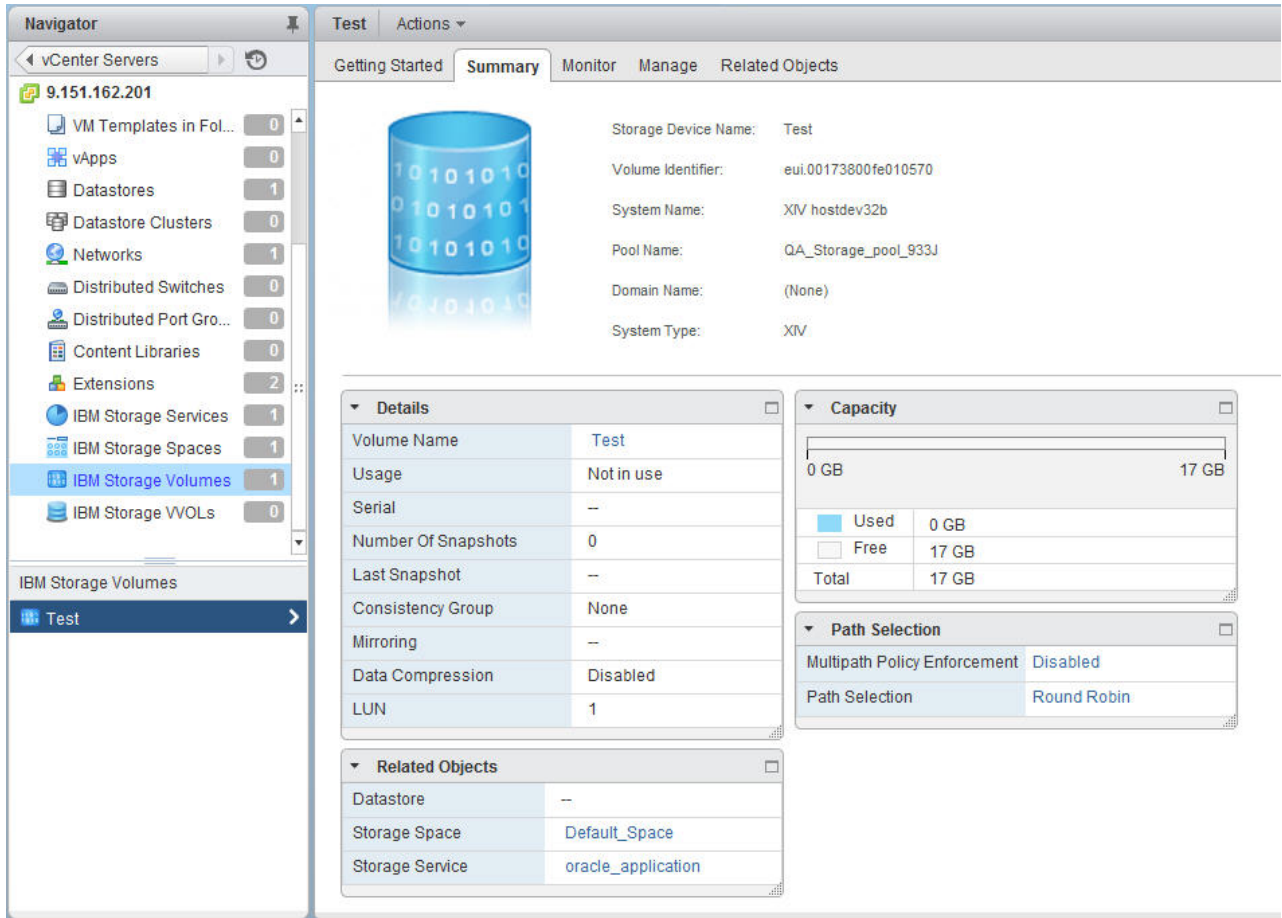 Navigator
vCenter Servers
9.151.162.201
VM Templates in Fol... 0
vApps 0
Datastores 1
Datastore Clusters 0
Networks 1
Distributed Switches 0
Distributed Port Gro... 0
Content Libraries 0
Extensions 2
IBM Storage Services 1
IBM Storage Spaces 1
IBM Storage Volumes 1
IBM Storage VVOLs 0
IBM Storage Volumes
Test
Test Actions
Getting Started Summary Monitor Manage Related Objects
10101010
01010101
10101010
Storage Device Name: Test
Volume Identifier: eui.00173800fe010570
System Name: XIV hostdev32b
Pool Name: QA_Storage_pool_933J
Domain Name: (None)
System Type: XIV
Details
Volume Name Test
Usage Not in use
Serial --
Number Of Snapshots 0
Last Snapshot --
Consistency Group None
Mirroring --
Data Compression Disabled
LUN 1
Related Objects
Datastore --
Storage Space Default_Space
Storage Service oracle_application
Capacity
0 GB 17 GB
Used 0 GB
Free 17 GB
Total 17 GB
Path Selection
Multipath Policy Enforcement Disabled
Path Selection Round Robin